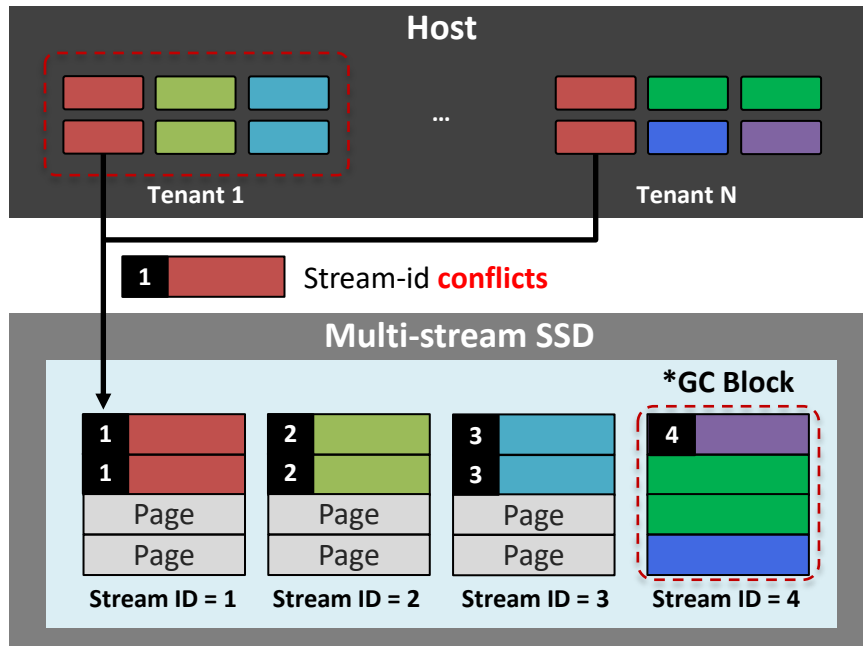 Host
...
Tenant 1
Tenant N
1
Stream-id conflicts
Multi-stream SSD
*GC Block
1
2
3
4
1
2
3
Page
Page
Page
Page
Page
Page
Stream ID = 1
Stream ID = 2
Stream ID = 3
Stream ID = 4